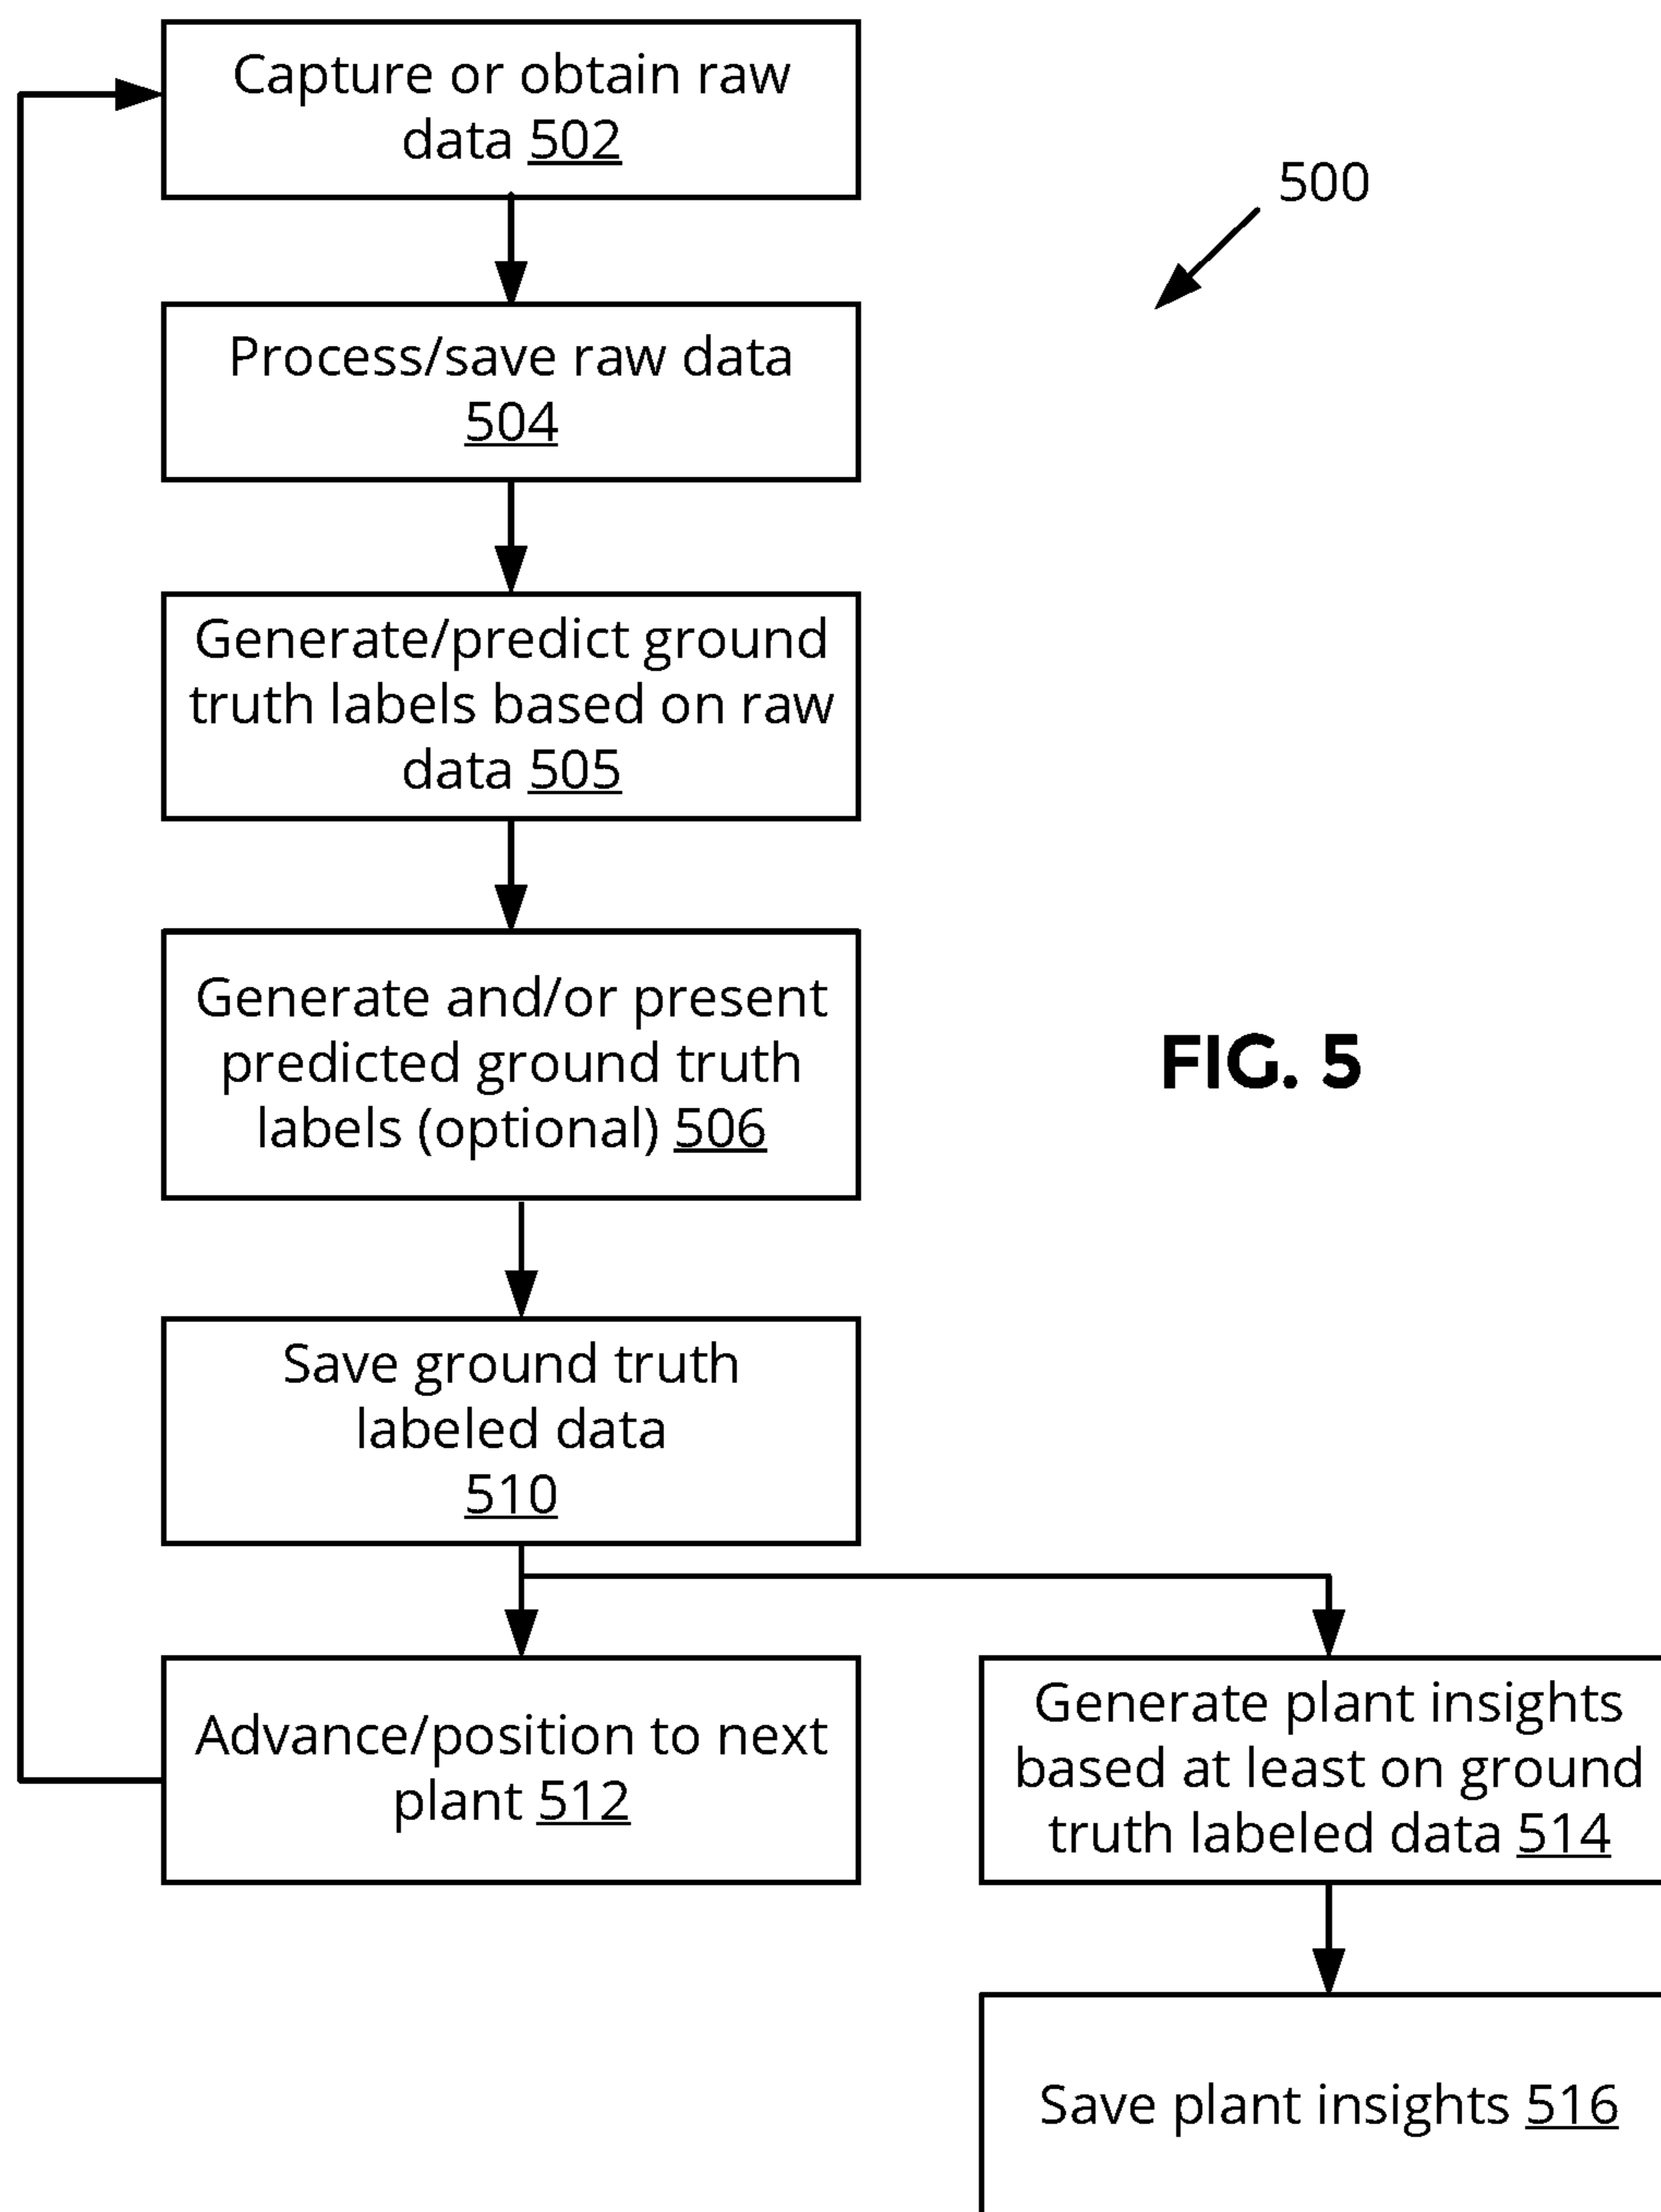 Capture or obtain raw
data 502
500
Process/save raw data
504
Generate/predict ground
truth labels based on raw
data 505
Generate and/or present
predicted ground truth
labels (optional) 506
FIG. 5
Save ground truth
labeled data
510
Advance/position to next
plant 512
Generate plant insights
based at least on ground
truth labeled data 514
Save plant insights 516